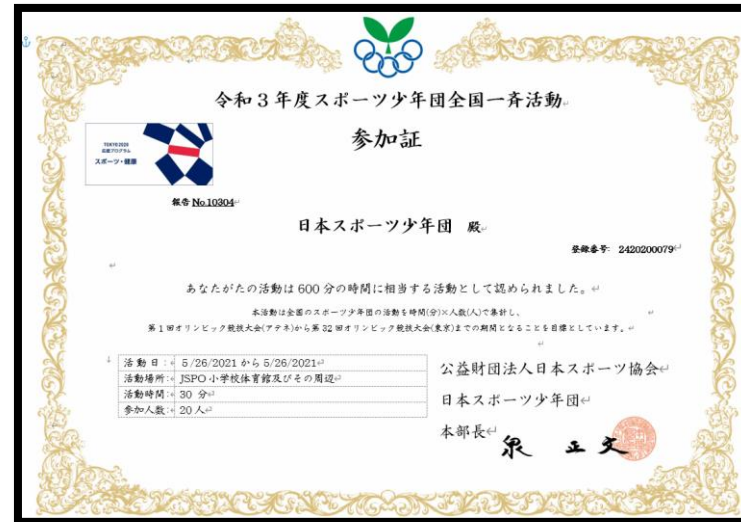 令和３年度スポーツ少年団全国一斉活動
参加証
TOKYO 2020
応援プログラム
スポーツ・健康
報告 No.10304
日本スポーツ少年団 殿
登録番号: 2420200079
あなたがたの活動は 600 分の時間に相当する活動として認められました。
本活動は全国のスポーツ少年団の活動を時間(分)×人数(人)で集計し、
第１回オリンピック競技大会(アテネ)から第 32 回オリンピック競技大会(東京)までの期間となることを目標としています。
活 動 日： 5/26/2021 から 5/26/2021
活動場所： JSPO 小学校体育館及びその周辺
活動時間： 30 分
参加人数： 20 人
公益財団法人日本スポーツ協会
日本スポーツ少年団
本部長
泉 正文